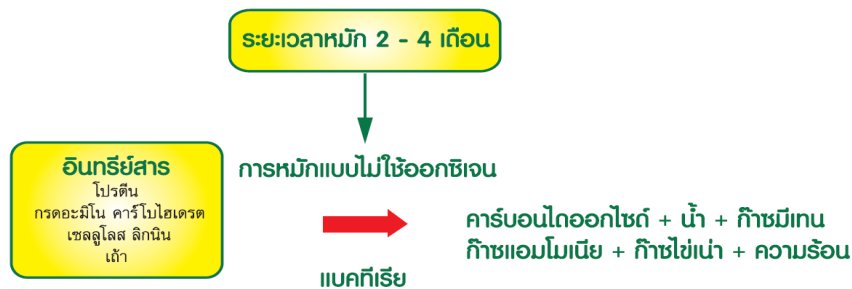 ระยะเวลาหมัก 2 - 4 เดือน
การหมักแบบไม่ใช้ออกซิเจน
อินทรีย์สาร
โปรตีน
กรดอะมิโน คาร์โบไฮเดรต
เซลลูโลส ลิกนิน
เถ้า
แบคทีเรีย
คาร์บอนไดออกไซด์ + น้ำ + ก๊าซมีเทน
ก๊าซแอมโมเนีย + ก๊าซไข่เน่า + ความร้อน